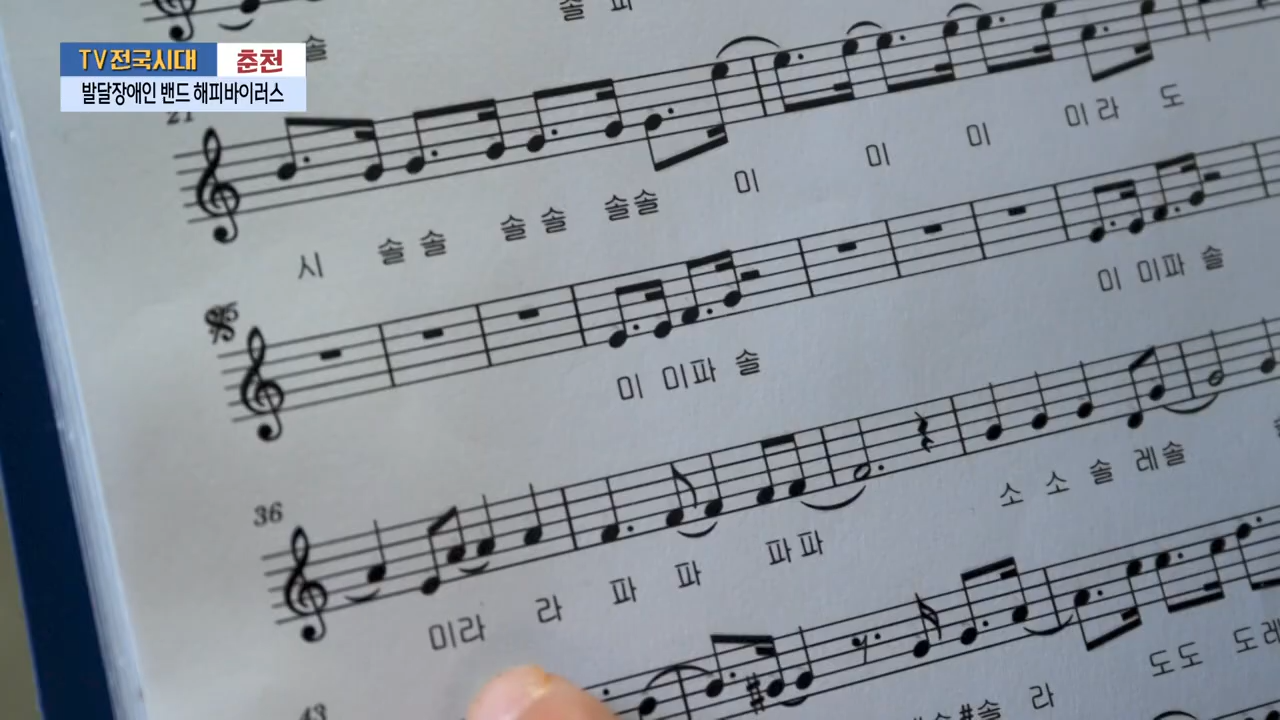 솔 파
솔
TV전국시대 춘천
발달장애인 밴드 해피바이러스
21
시 솔 솔 솔 솔 솔솔 미 미 미 미 라 도
미 미파 솔 미 미파 솔
36
미라 라 파 파 파파 소 소 솔 레솔
43
#솔 라 도도 도레